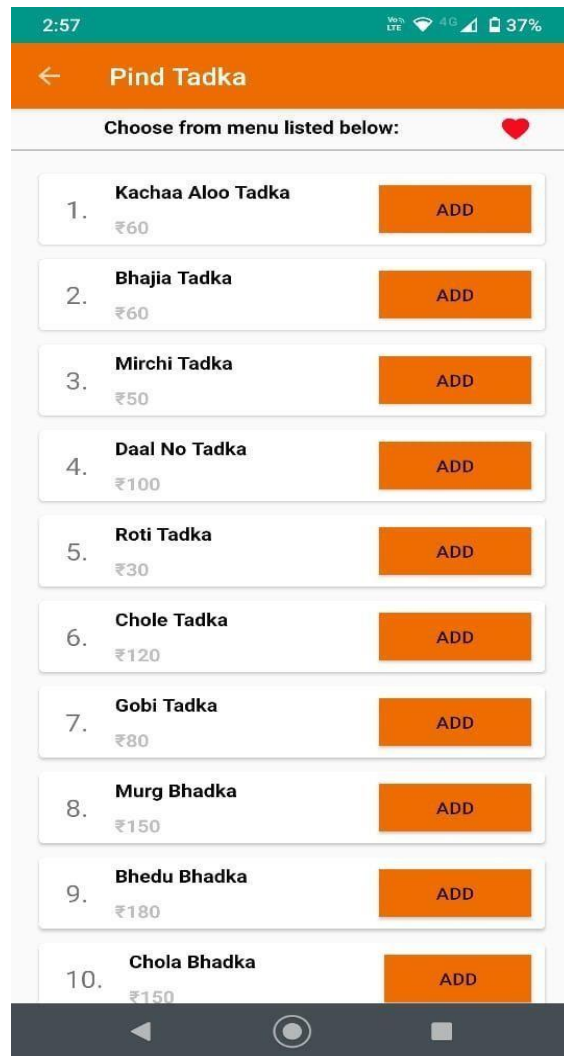 2:57 Vo)) LTE 4G 37%
Pind Tadka
Choose from menu listed below:
1. Kachaa Aloo Tadka
₹60
ADD
2. Bhajia Tadka
₹60
ADD
3. Mirchi Tadka
₹50
ADD
4. Daal No Tadka
₹100
ADD
5. Roti Tadka
₹30
ADD
6. Chole Tadka
₹120
ADD
7. Gobi Tadka
₹80
ADD
8. Murg Bhadka
₹150
ADD
9. Bhedu Bhadka
₹180
ADD
10. Chola Bhadka
₹150
ADD